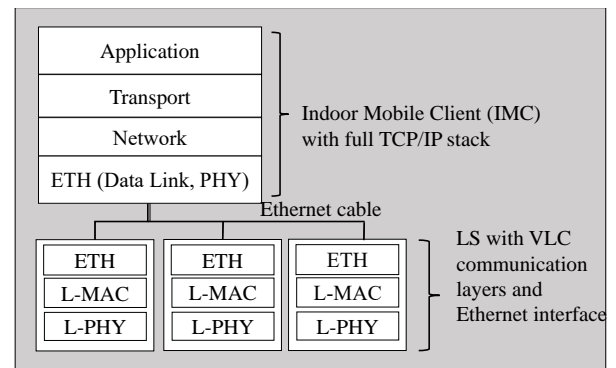 Application
Transport
Network
ETH (Data Link, PHY)
Indoor Mobile Client (IMC)
with full TCP/IP stack
Ethernet cable
ETH
L-MAC
L-PHY
ETH
L-MAC
L-PHY
ETH
L-MAC
L-PHY
LS with VLC
communication
layers and
Ethernet interface